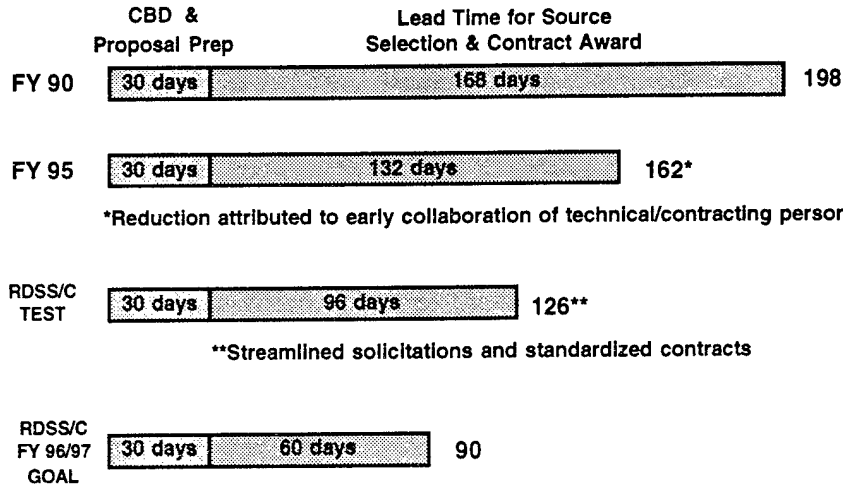 CBD &
Proposal Prep
Lead Time for Source
Selection & Contract Award
FY 90
30 days
168 days
198
FY 95
30 days
132 days
162*
*Reduction attributed to early collaboration of technical/contracting person
RDSS/C
TEST
30 days
96 days
126**
**Streamlined solicitations and standardized contracts
RDSS/C
FY 96/97
GOAL
30 days
60 days
90